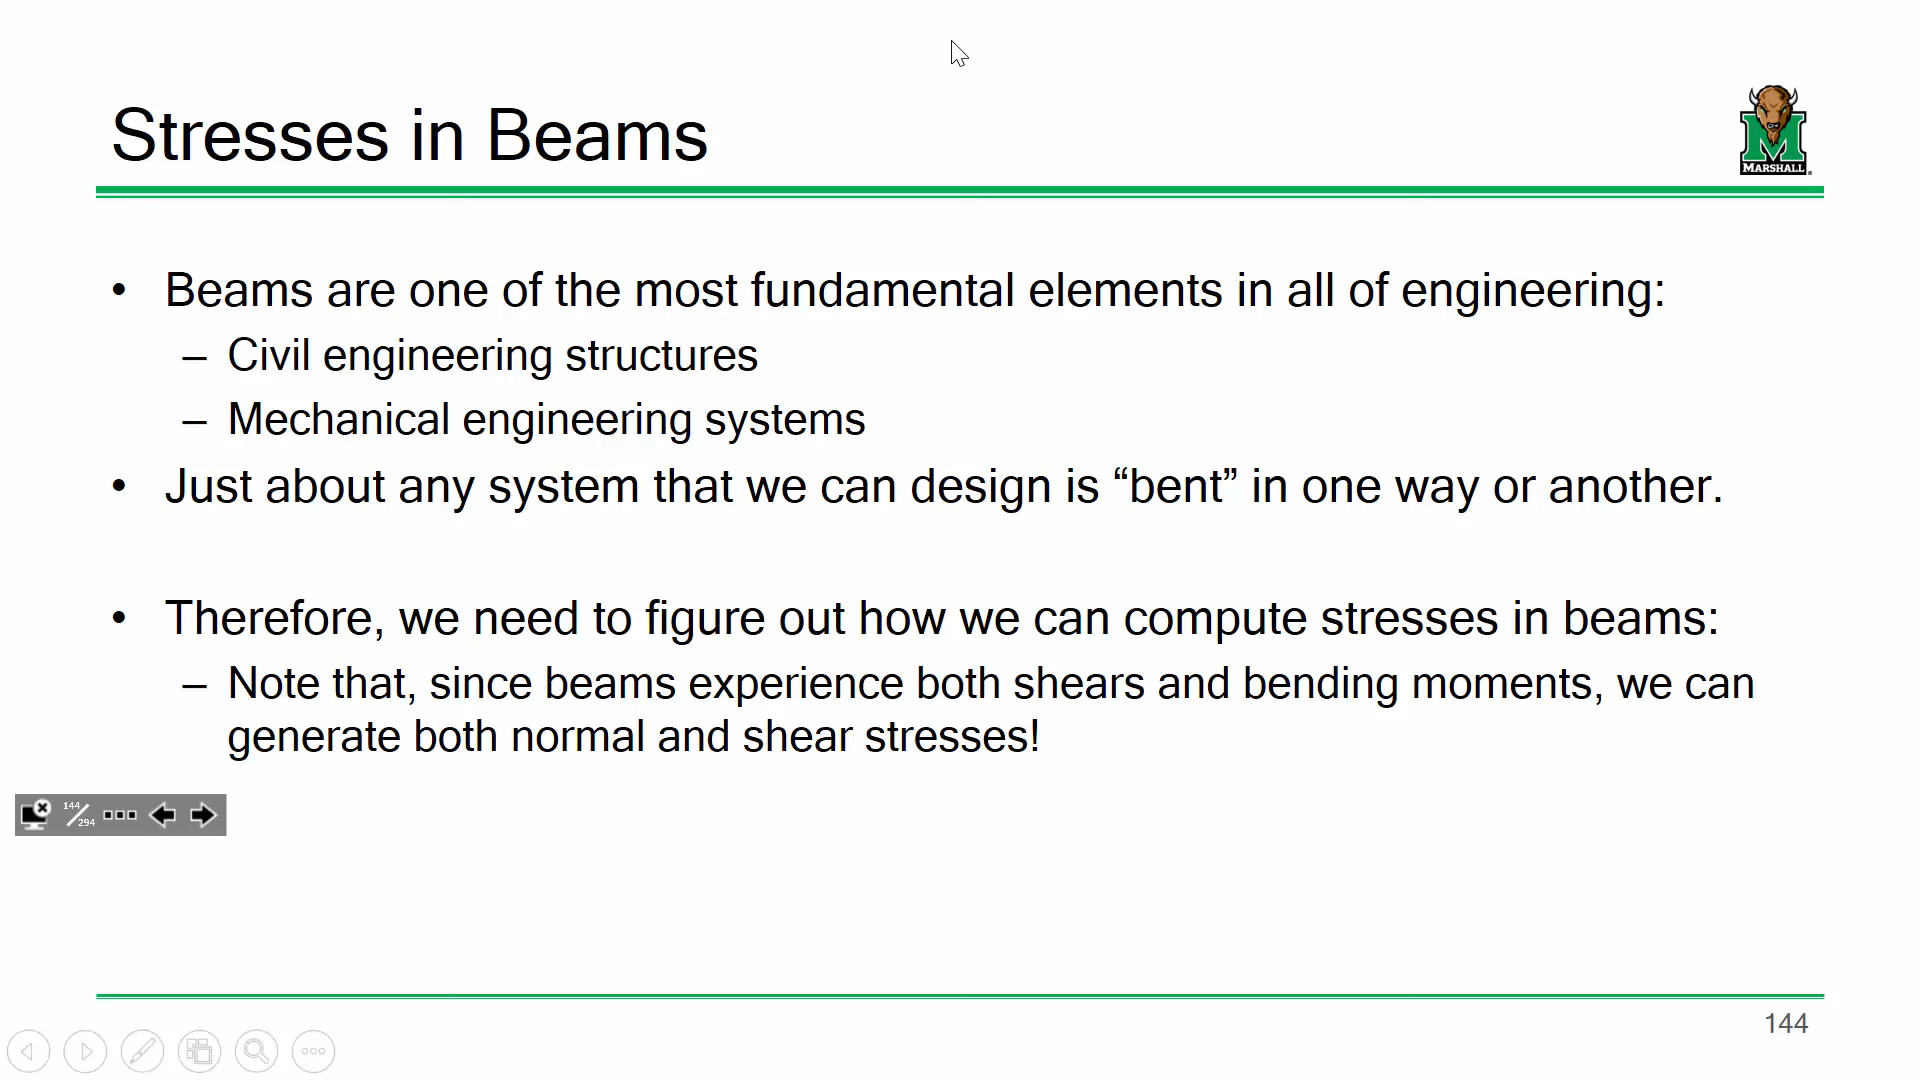 Stresses in Beams
MARSHALL
• Beams are one of the most fundamental elements in all of engineering:
– Civil engineering structures
– Mechanical engineering systems
• Just about any system that we can design is “bent” in one way or another.
• Therefore, we need to figure out how we can compute stresses in beams:
– Note that, since beams experience both shears and bending moments, we can
generate both normal and shear stresses!
144/294
144